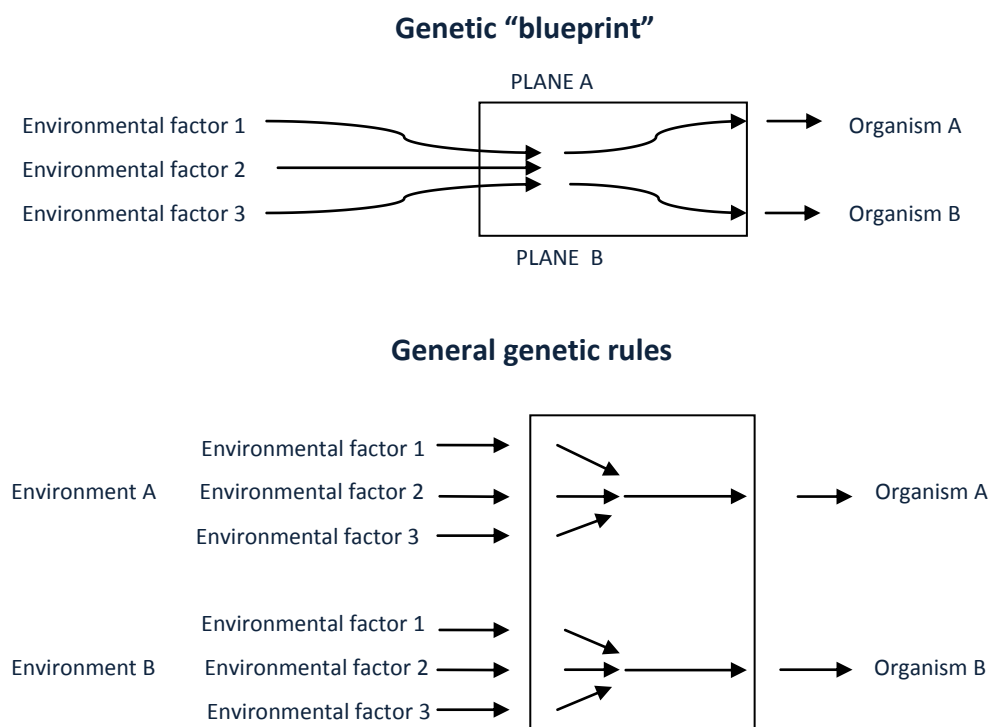 Genetic “blueprint”
PLANE A
Environmental factor 1
Organism A
Environmental factor 2
Environmental factor 3
Organism B
PLANE B
General genetic rules
Environmental factor 1
Environment A
Environmental factor 2
Organism A
Environmental factor 3
Environmental factor 1
Environment B
Environmental factor 2
Organism B
Environmental factor 3